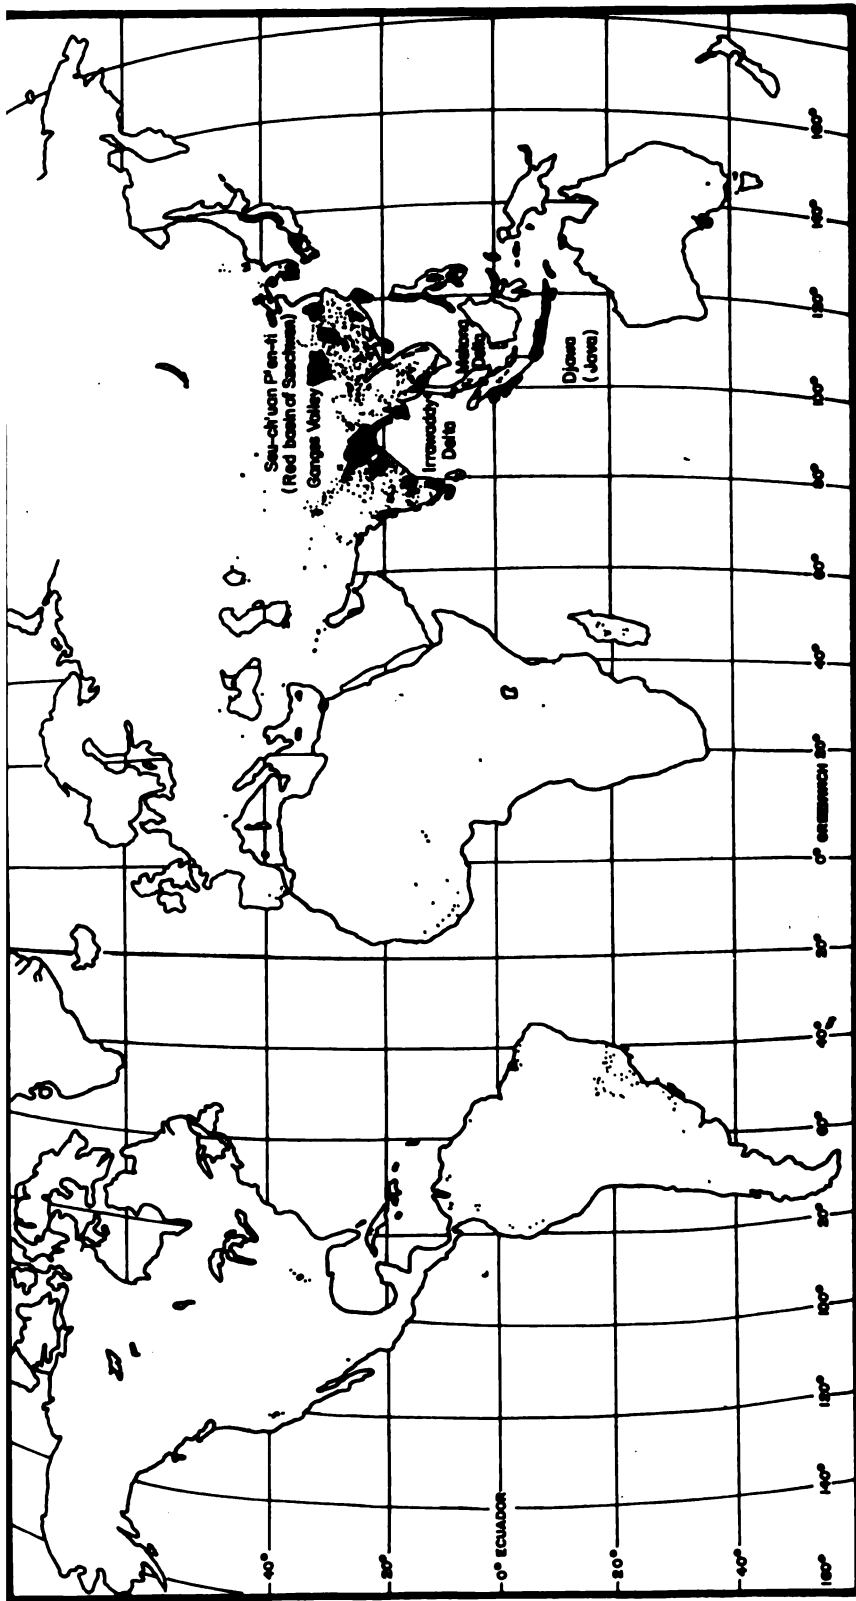 Ssu-ch'uan P'en-ti
(Red basin of Szechwan)
Ganges Valley
Irrawaddy
Delta
Mekong
Delta
Djawa
(Java)
40°
20°
0° ECUADOR
20°
40°
160° 140° 120° 100° 80° 60° 40° 20° 0° GREENWICH 20° 40° 60° 80° 100° 120° 140° 160°